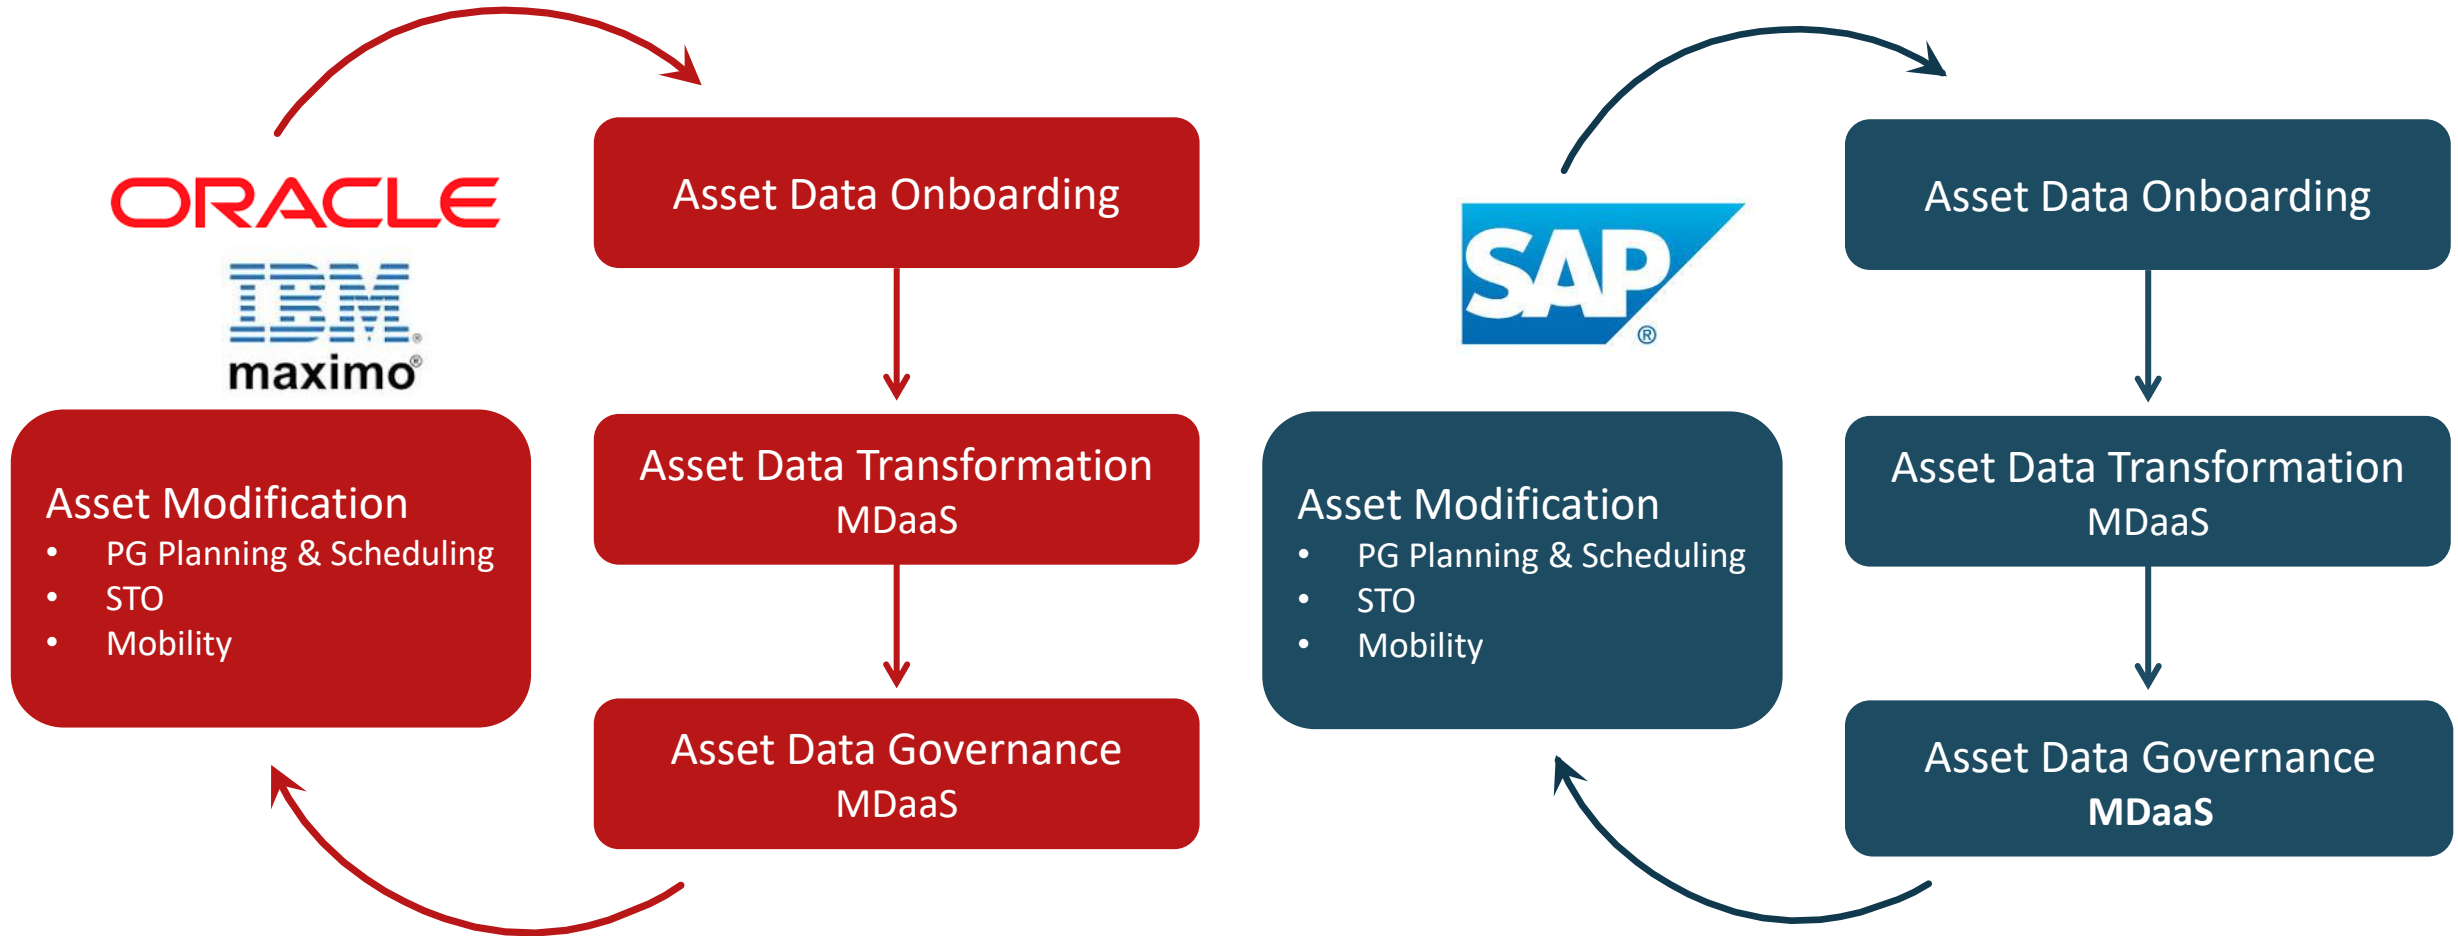 ORACLE
IBM®
maximo®
Asset Modification
• PG Planning & Scheduling
• STO
• Mobility
Asset Data Onboarding
Asset Data Transformation
MDaaS
Asset Data Governance
MDaaS
SAP®
Asset Modification
• PG Planning & Scheduling
• STO
• Mobility
Asset Data Onboarding
Asset Data Transformation
MDaaS
Asset Data Governance
MDaaS